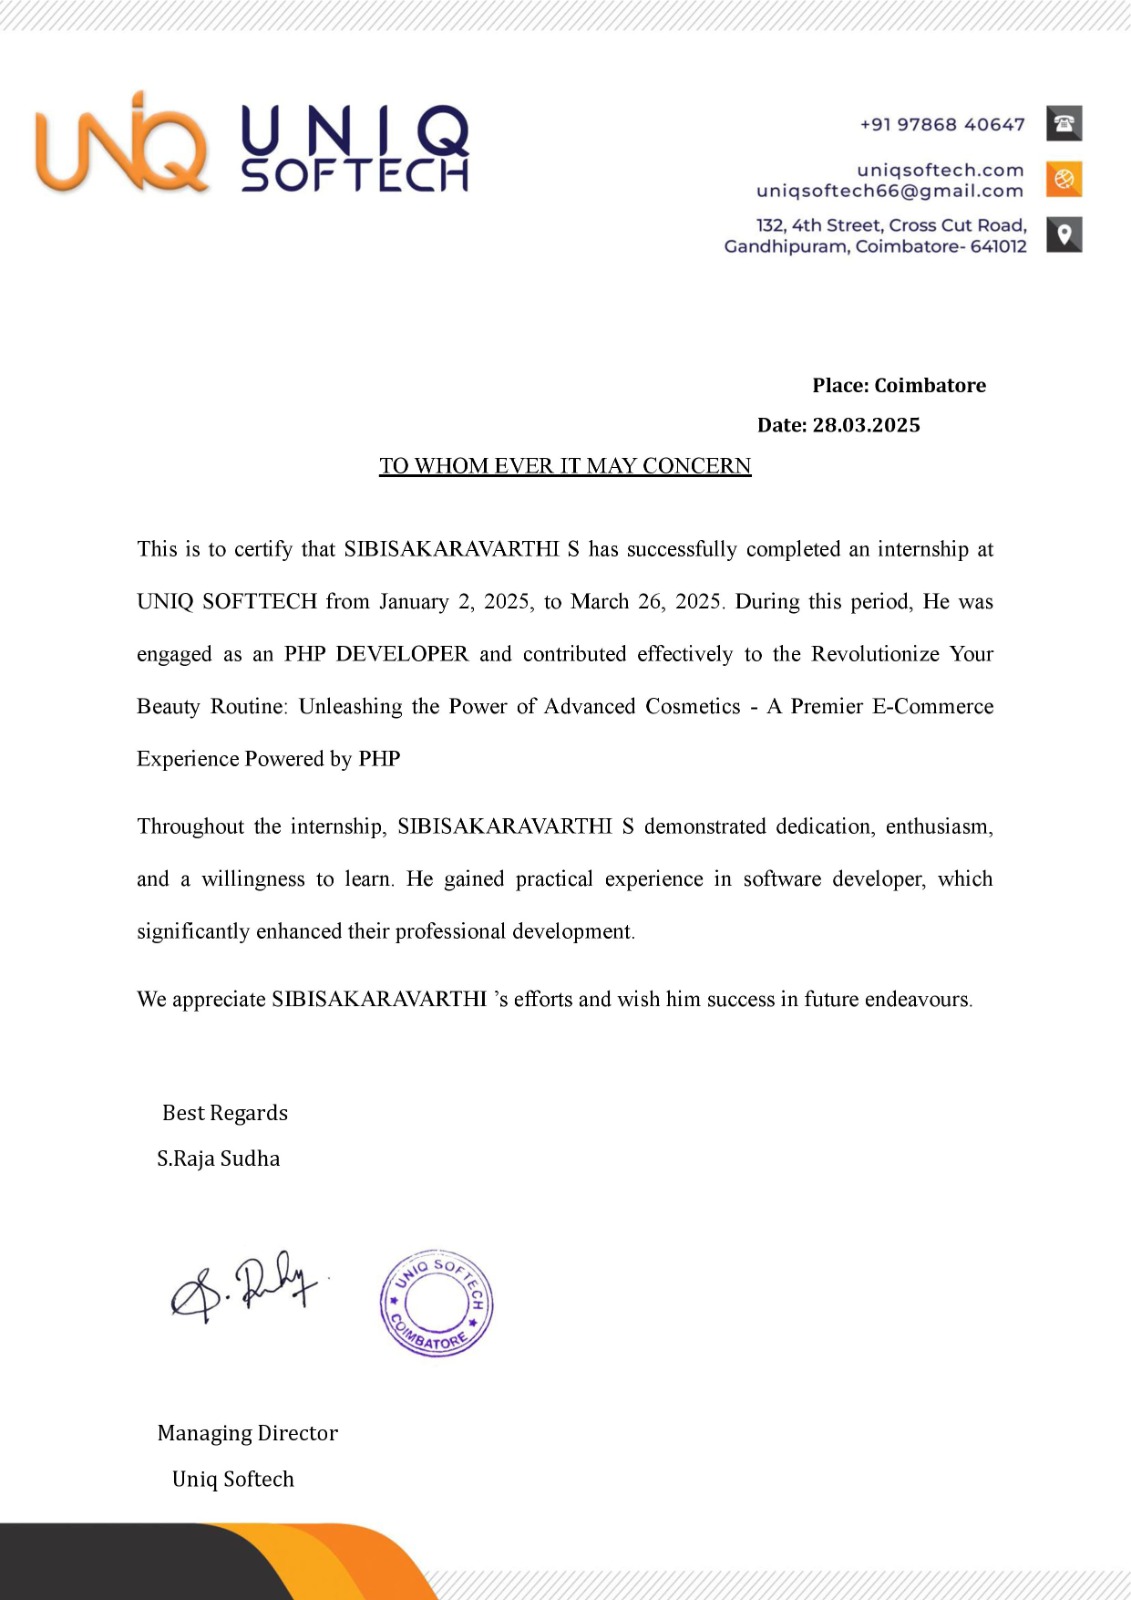 UNIQ
UNIQ
SOFTECH
+91 97868 40647
uniqsoftech.com
uniqsoftech66@gmail.com
132, 4th Street, Cross Cut Road,
Gandhipuram, Coimbatore- 641012
Place: Coimbatore
Date: 28.03.2025
TO WHOM EVER IT MAY CONCERN
This is to certify that SIBISAKARAVARTHI S has successfully completed an internship at
UNIQ SOFTTECH from January 2, 2025, to March 26, 2025. During this period, He was
engaged as an PHP DEVELOPER and contributed effectively to the Revolutionize Your
Beauty Routine: Unleashing the Power of Advanced Cosmetics - A Premier E-Commerce
Experience Powered by PHP
Throughout the internship, SIBISAKARAVARTHI S demonstrated dedication, enthusiasm,
and a willingness to learn. He gained practical experience in software developer, which
significantly enhanced their professional development.
We appreciate SIBISAKARAVARTHI ’s efforts and wish him success in future endeavours.
Best Regards
S.Raja Sudha
UNIQ SOFTECH
COIMBATORE
Managing Director
Uniq Softech